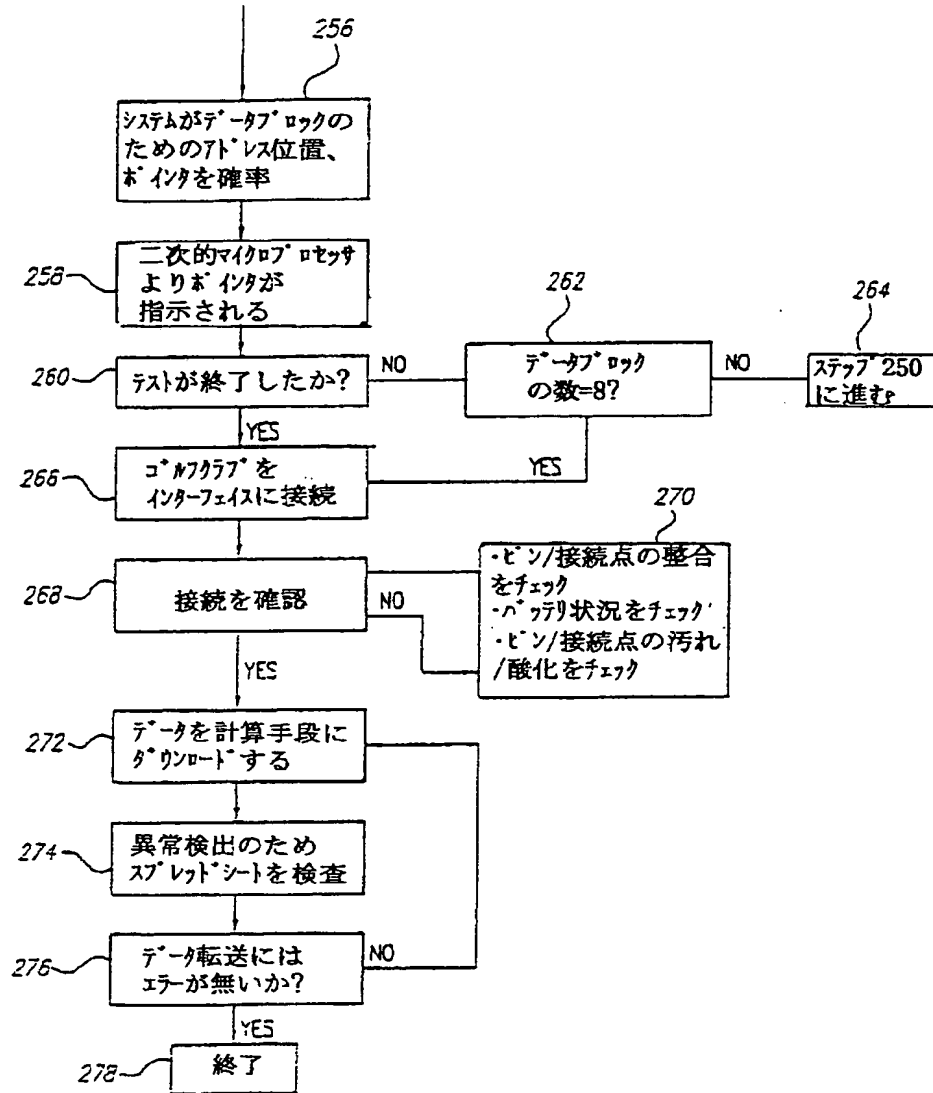 256
システムがデータブロックの
ためのアドレス位置、
ポインタを確率
258
二次的マイクロプロセッサ
よりポインタが
指示される
260
テストが終了したか?
NO
262
データブロック
の数=8?
NO
264
ステップ250
に進む
YES
YES
266
ゴルフクラブを
インターフェイスに接続
268
接続を確認
NO
270
・ピン/接続点の整合
をチェック
・バッテリ状況をチェック
・ピン/接続点の汚れ
/酸化をチェック
YES
272
データを計算手段に
ダウンロードする
274
異常検出のため
スプレッドシートを検査
276
データ転送には
エラーが無いか?
NO
YES
278
終了